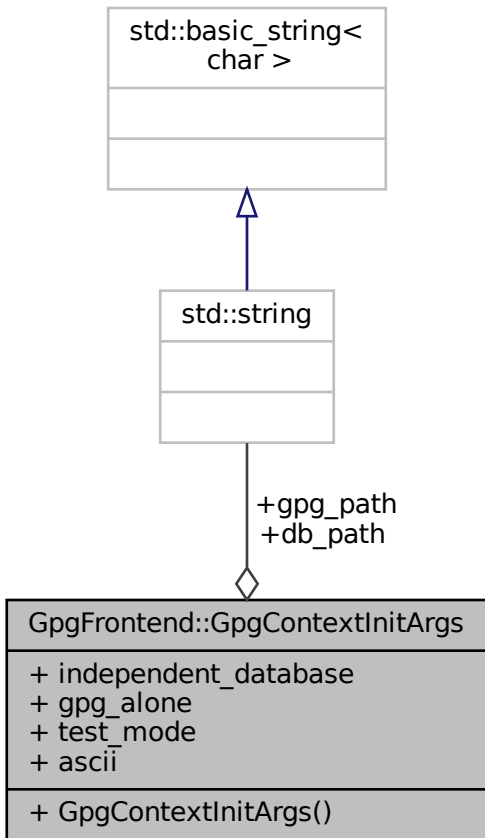 std::basic_string<
char >
std::string
+gpg_path
+db_path
GpgFrontend::GpgContextInitArgs
+ independent_database
+ gpg_alone
+ test_mode
+ ascii
+ GpgContextInitArgs()